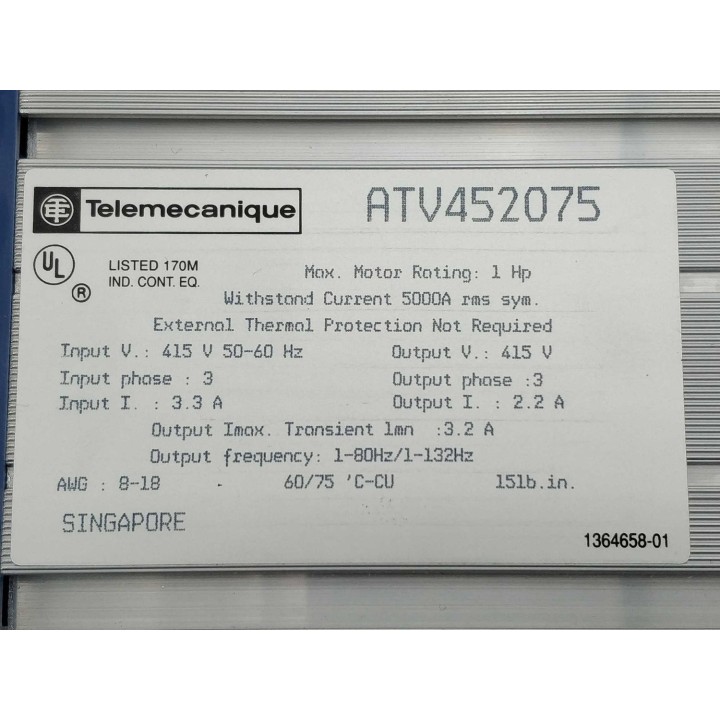 Telemecanique ATV452075
UL
LISTED 170M
IND. CONT. EQ.
®
Max. Motor Rating: 1 Hp
Withstand Current 5000A rms sym.
External Thermal Protection Not Required
Input V.: 415 V 50-60 Hz Output V.: 415 V
Input phase : 3 Output phase :3
Input I. : 3.3 A Output I. : 2.2 A
Output Imax. Transient 1mn :3.2 A
Output frequency: 1-80Hz/1-132Hz
AWG : 8-18 - 60/75 'C-CU 15lb.in.
SINGAPORE
1364658-01